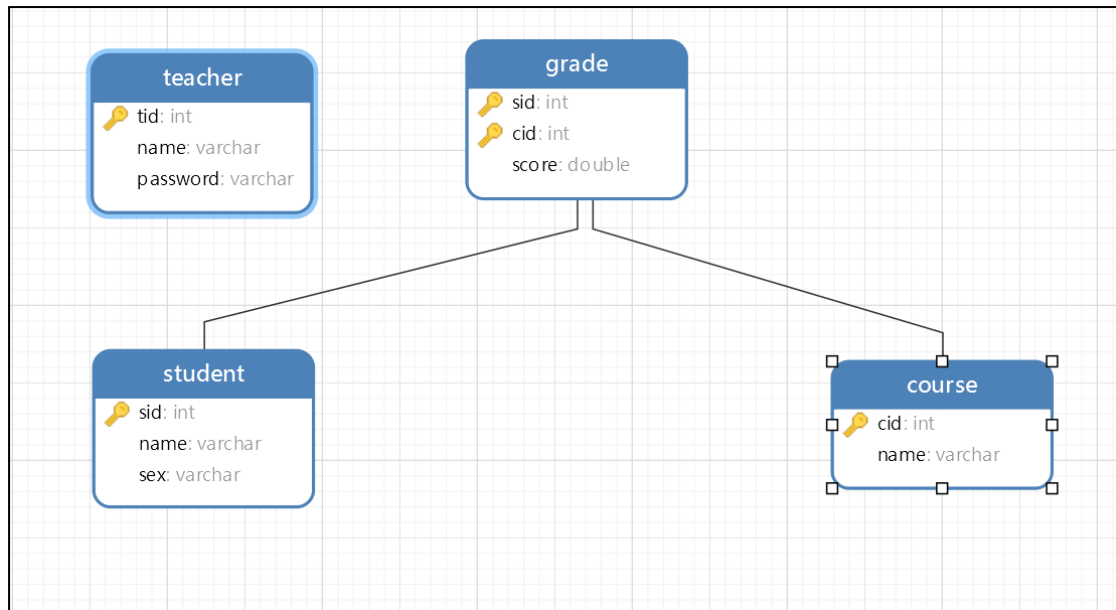 teacher
tid: int
name: varchar
password: varchar
grade
sid: int
cid: int
score: double
student
sid: int
name: varchar
sex: varchar
course
cid: int
name: varchar